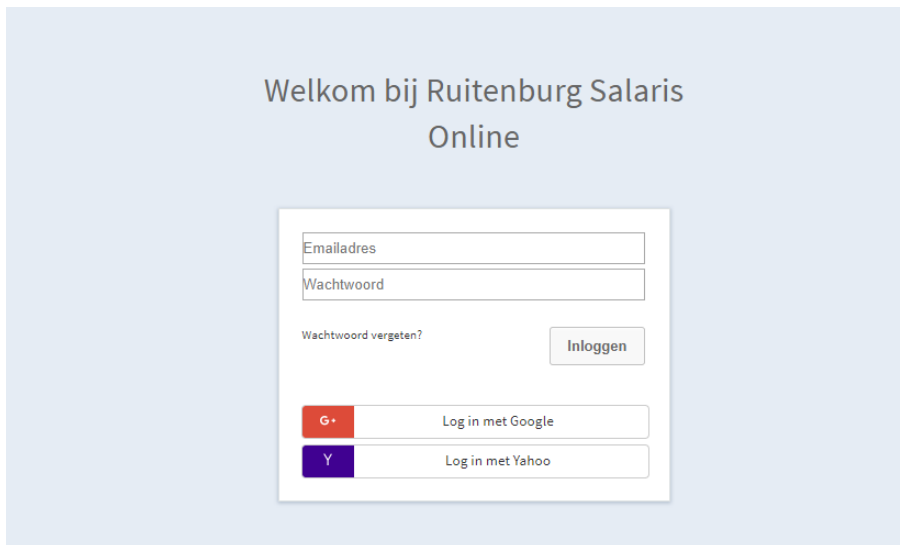 Welkom bij Ruitenburg Salaris
Online
Emailadres
Wachtwoord
Wachtwoord vergeten?
Inloggen
G+ Log in met Google
Y Log in met Yahoo